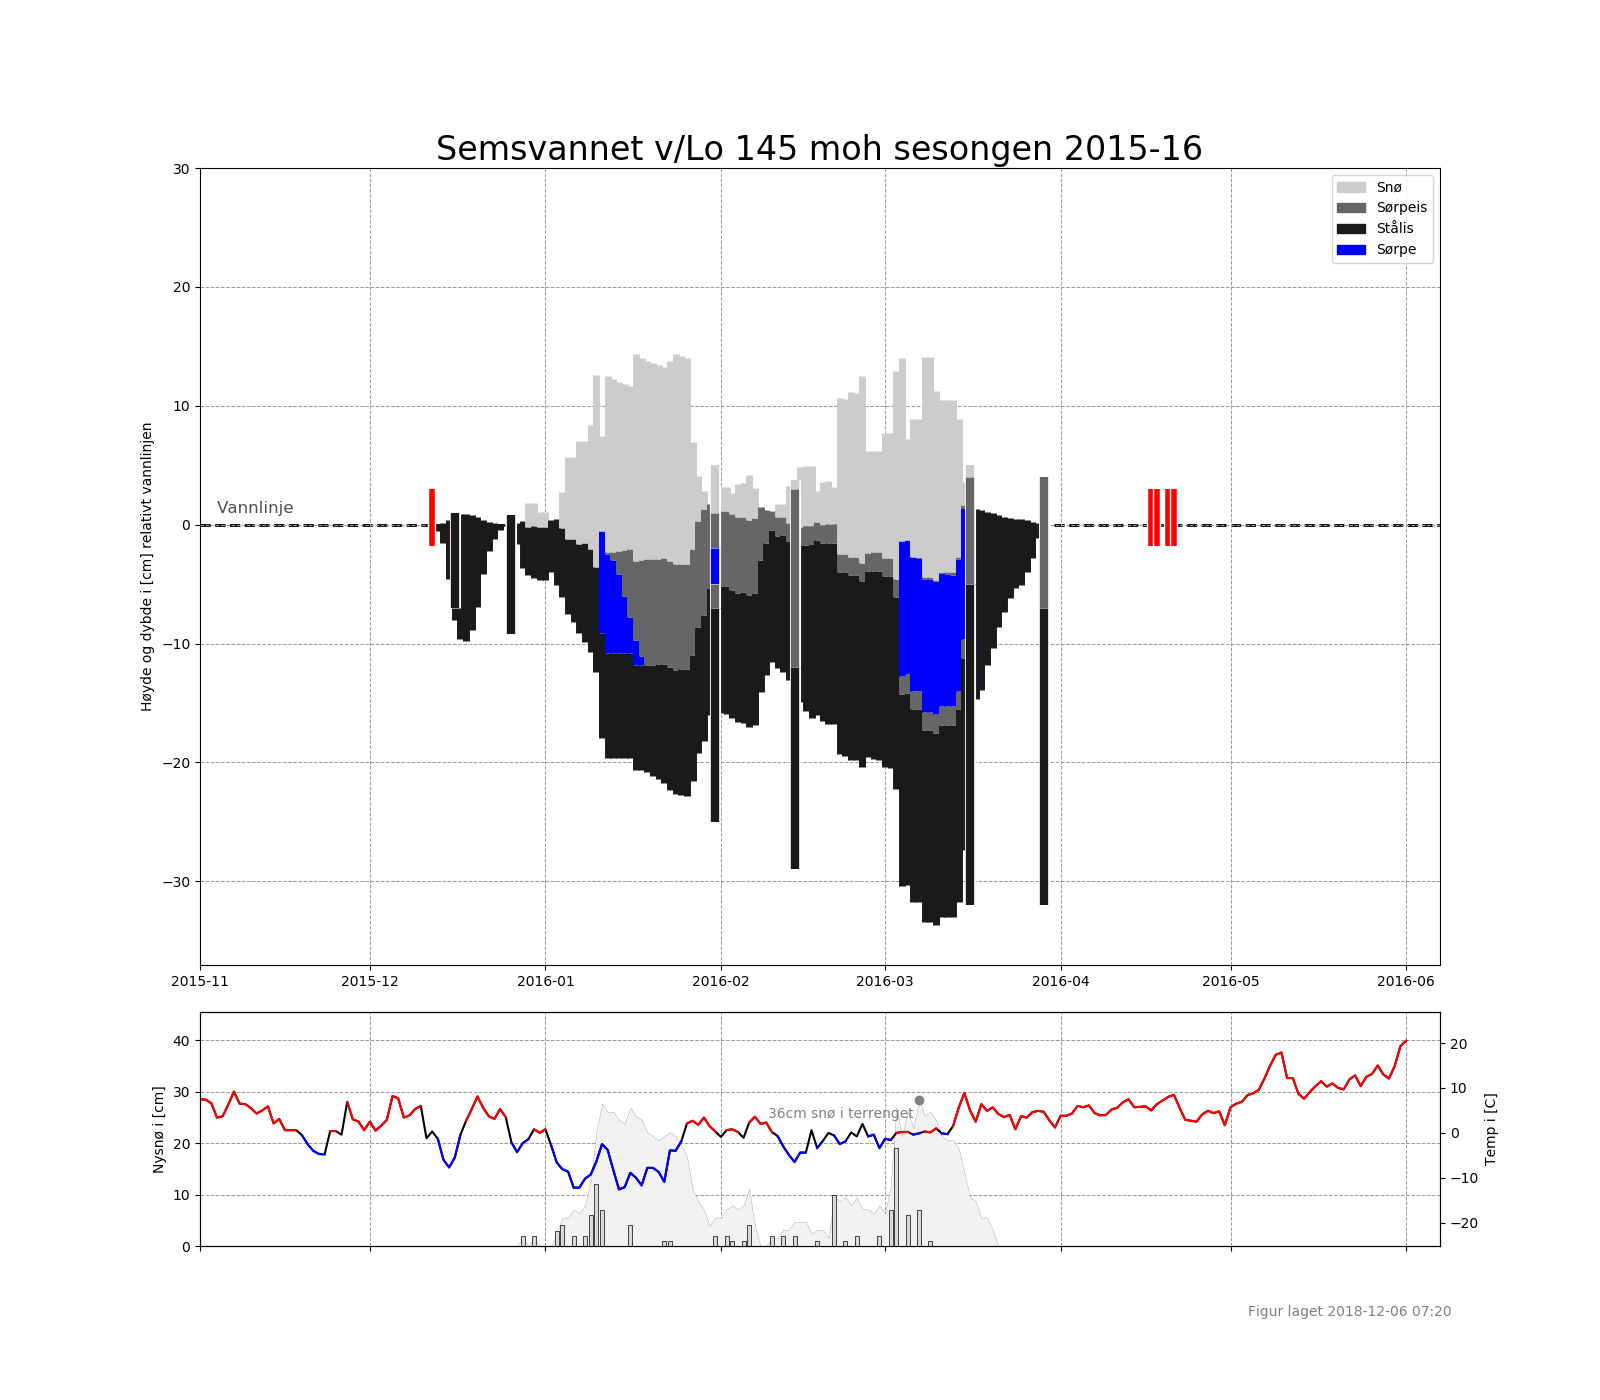 Semsvannet v/Lo 145 moh sesongen 2015-16
30
20
10
0
−10
−20
−30
Høyde og dybde i [cm] relativt vannlinjen
Vannlinje
Snø
Sørpeis
Stålis
Sørpe
2015-11 2015-12 2016-01 2016-02 2016-03 2016-04 2016-05 2016-06
40
30
20
10
0
Nysnø i [cm]
36cm snø i terrenget
20
10
0
−10
−20
Temp i [C]
Figur laget 2018-12-06 07:20